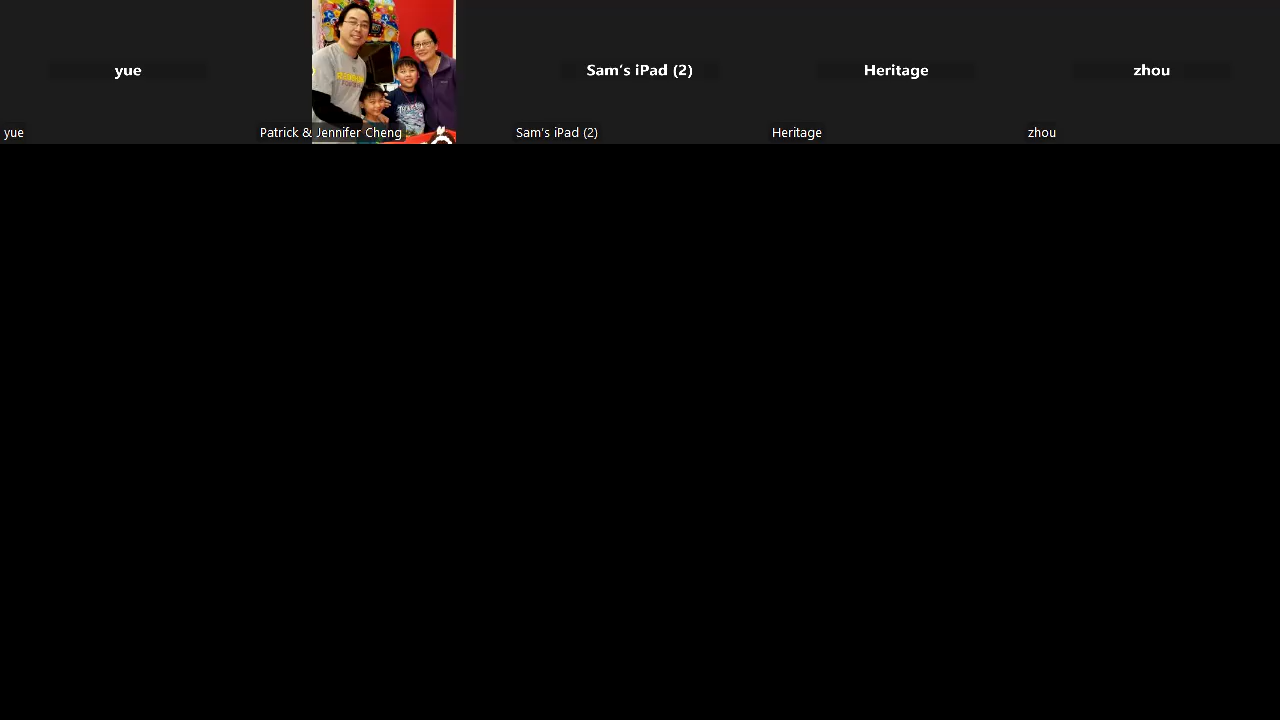 yue
Sam's iPad (2)
Heritage
zhou
yue
Patrick & Jennifer Cheng
Sam's iPad (2)
Heritage
zhou